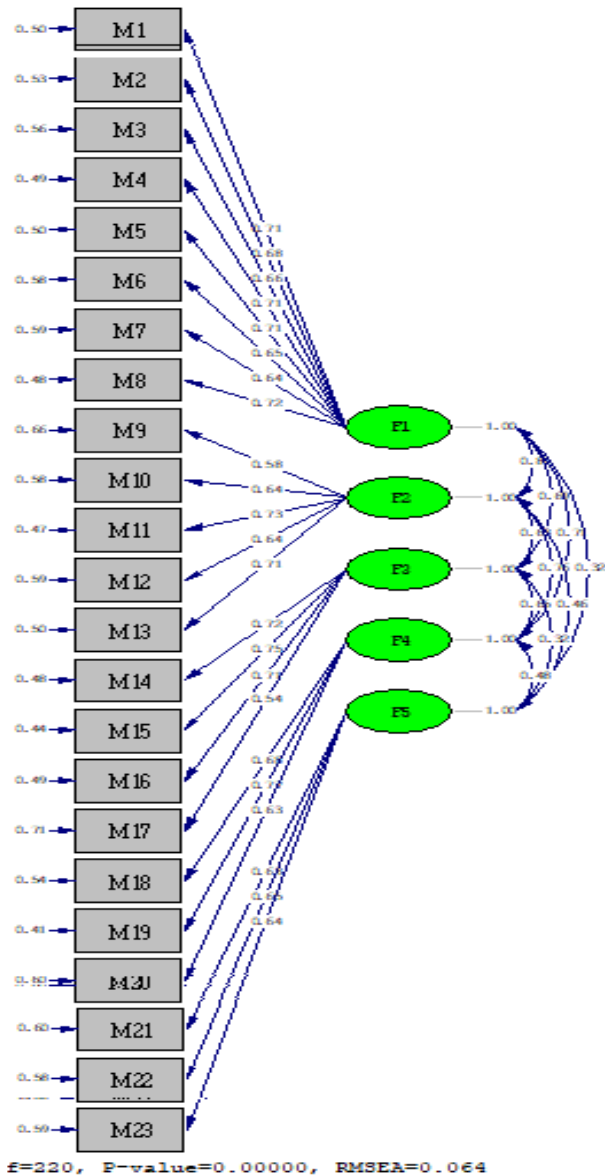 0.50 M1
0.53 M2
0.56 M3
0.49 M4
0.50 M5
0.71
0.68
0.66
0.58 M6
0.71
0.71
0.59 M7
0.65
0.64
0.48 M8
0.72
0.66 M9
F1 1.00
0.58
0.58 M10
0.64
F2 1.00
0.47 M11
0.73
0.64
0.71
0.59 M12
F3 1.00
0.32
0.50 M13
0.72
0.46
F4 1.00
0.32
0.48 M14
0.75
0.48
0.54
F5 1.00
0.44 M15
0.49 M16
0.63
0.71 M17
0.54 M18
0.65
0.64
M19
M20
0.60 M21
0.58 M22
0.59 M23
f=220, P-value=0.00000, RMSEA=0.064